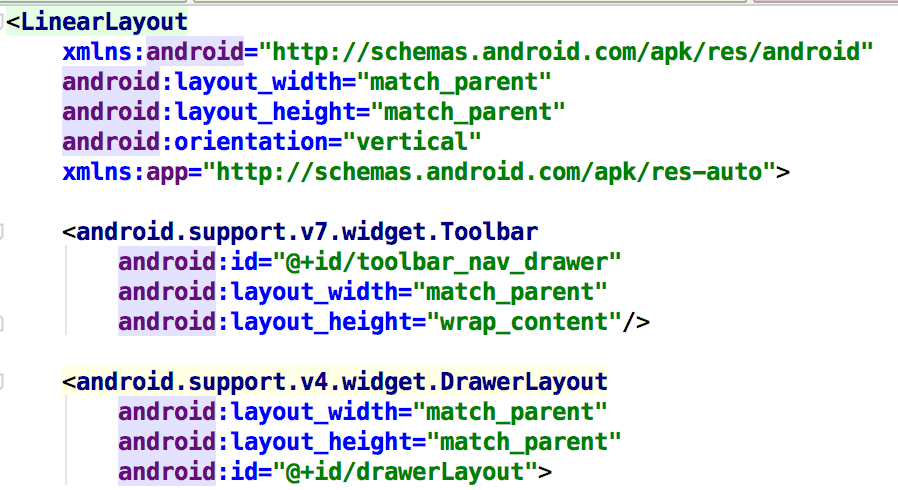 <LinearLayout
xmlns:android="http://schemas.android.com/apk/res/android"
android:layout_width="match_parent"
android:layout_height="match_parent"
android:orientation="vertical"
xmlns:app="http://schemas.android.com/apk/res-auto">
<android.support.v7.widget.Toolbar
android:id="@+id/toolbar_nav_drawer"
android:layout_width="match_parent"
android:layout_height="wrap_content"/>
<android.support.v4.widget.DrawerLayout
android:layout_width="match_parent"
android:layout_height="match_parent"
android:id="@+id/drawerLayout">